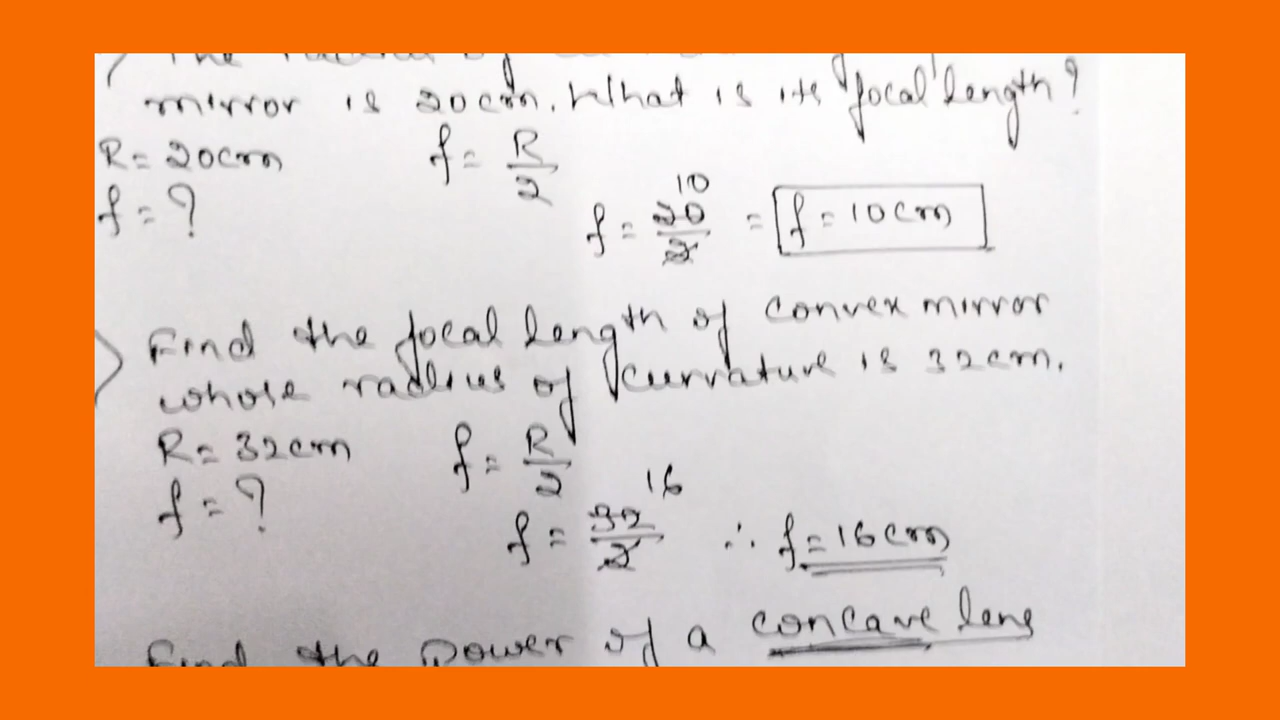 mirror is 20cm. What is its focal length?
R = 20cm f = R/2
f = ?
f = 20/2 10 = f = 10cm
Find the focal length of convex mirror
whose radius of curvature is 32cm.
R = 32cm f = R/2
f = ?
f = 32/2 16 ∴ f = 16cm
Find the power of a concave lens